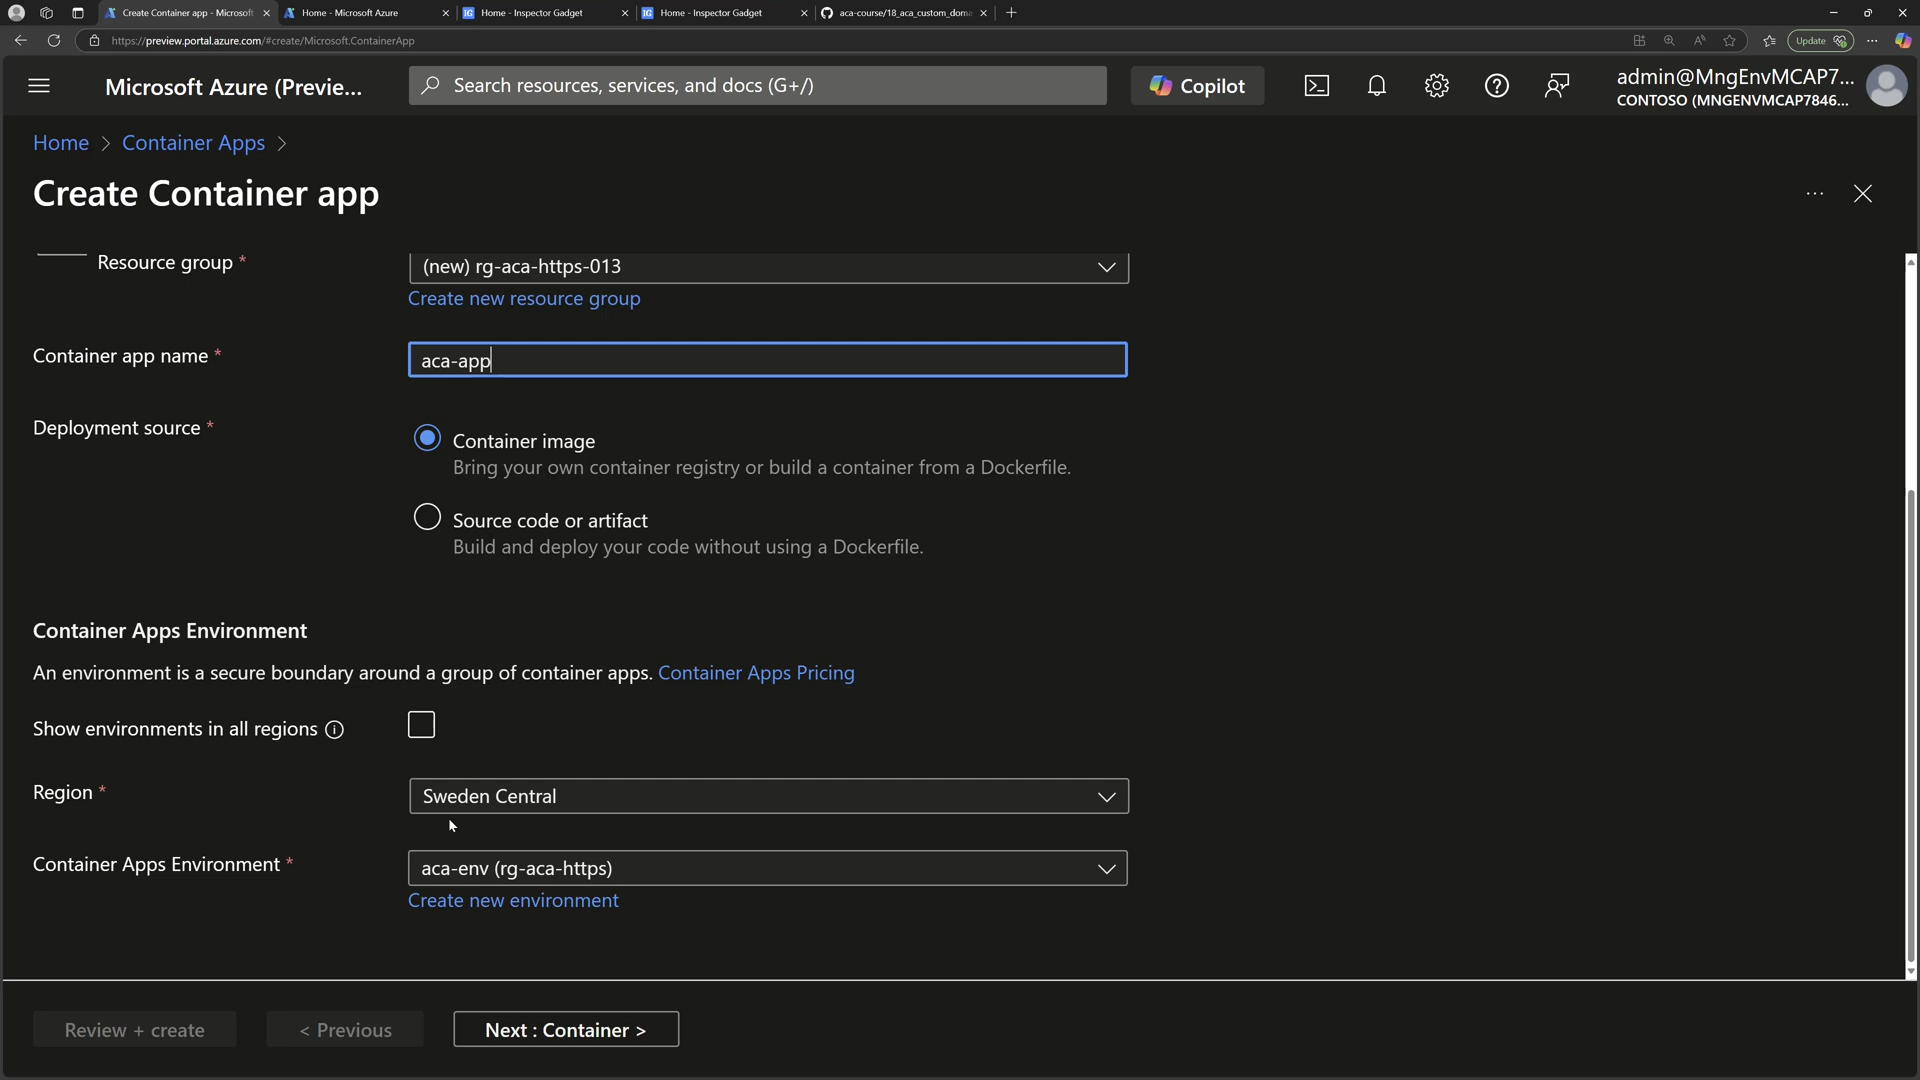 Create Container app - Microsoft
Home - Microsoft Azure
Home - Inspector Gadget
Home - Inspector Gadget
aca-course/18_aca_custom_doma
https://preview.portal.azure.com/#create/Microsoft.ContainerApp
Update
Microsoft Azure (Previe...
Search resources, services, and docs (G+/)
Copilot
admin@MngEnvMCAP7...
CONTOSO (MNGENVMCAP7846...
Home > Container Apps >
Create Container app
Resource group *
(new) rg-aca-https-013
Create new resource group
Container app name *
aca-app
Deployment source *
Container image
Bring your own container registry or build a container from a Dockerfile.
Source code or artifact
Build and deploy your code without using a Dockerfile.
Container Apps Environment
An environment is a secure boundary around a group of container apps. Container Apps Pricing
Show environments in all regions
Region *
Sweden Central
Container Apps Environment *
aca-env (rg-aca-https)
Create new environment
Review + create
< Previous
Next : Container >